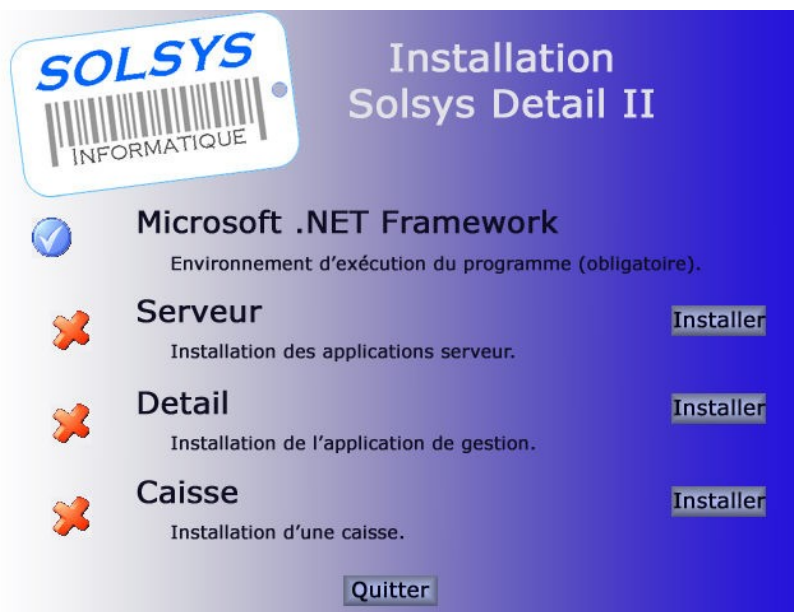 SOLSYS
INFORMATIQUE
Installation
Solsys Detail II
Microsoft .NET Framework
Environnement d'exécution du programme (obligatoire).
Serveur
Installer
Installation des applications serveur.
Detail
Installer
Installation de l'application de gestion.
Caisse
Installer
Installation d'une caisse.
Quitter